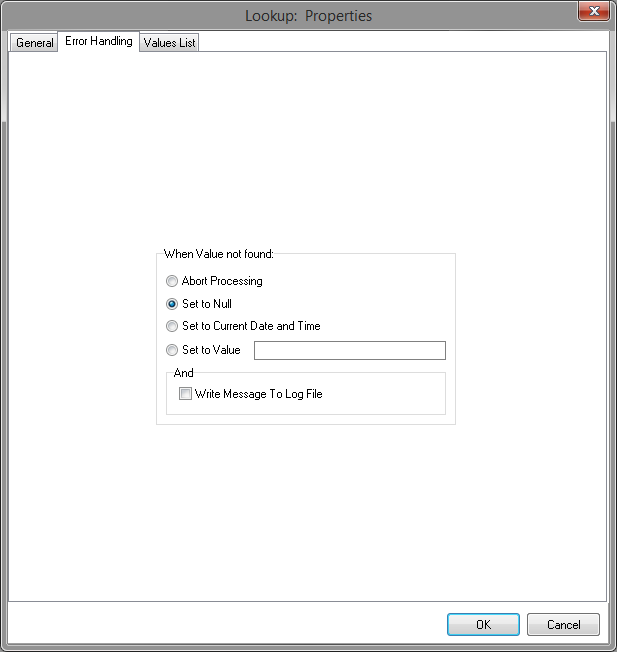 Lookup: Properties
General Error Handling Values List
When Value not found:
Abort Processing
Set to Null
Set to Current Date and Time
Set to Value
And
Write Message To Log File
OK Cancel